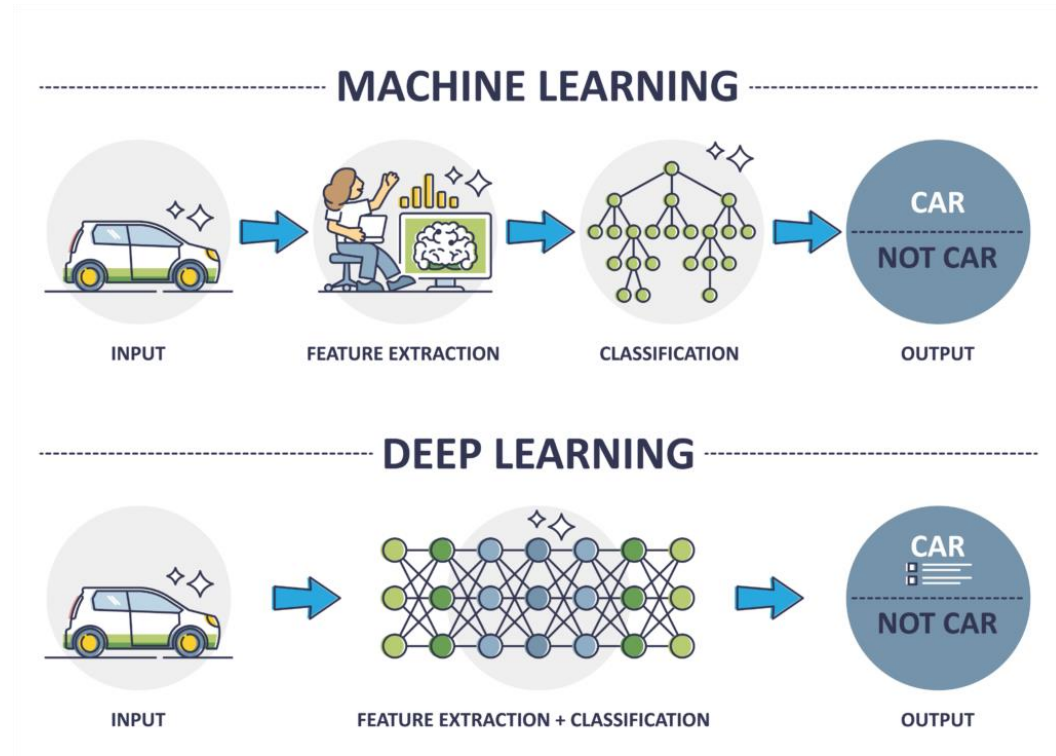 MACHINE LEARNING
CAR
NOT CAR
INPUT
FEATURE EXTRACTION
CLASSIFICATION
OUTPUT
DEEP LEARNING
CAR
NOT CAR
INPUT
FEATURE EXTRACTION + CLASSIFICATION
OUTPUT